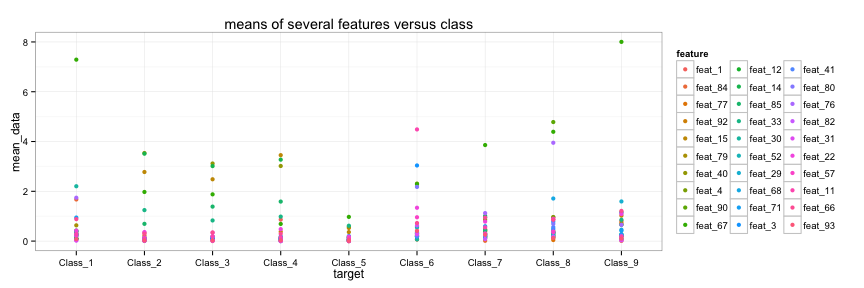 means of several features versus class
mean_data
8
6
4
2
0
Class_1 Class_2 Class_3 Class_4 Class_5 Class_6 Class_7 Class_8 Class_9
target
feature
feat_1 feat_12 feat_41
feat_84 feat_14 feat_80
feat_77 feat_85 feat_76
feat_92 feat_33 feat_82
feat_15 feat_30 feat_31
feat_79 feat_52 feat_22
feat_40 feat_29 feat_57
feat_4 feat_68 feat_11
feat_90 feat_71 feat_66
feat_67 feat_3 feat_93